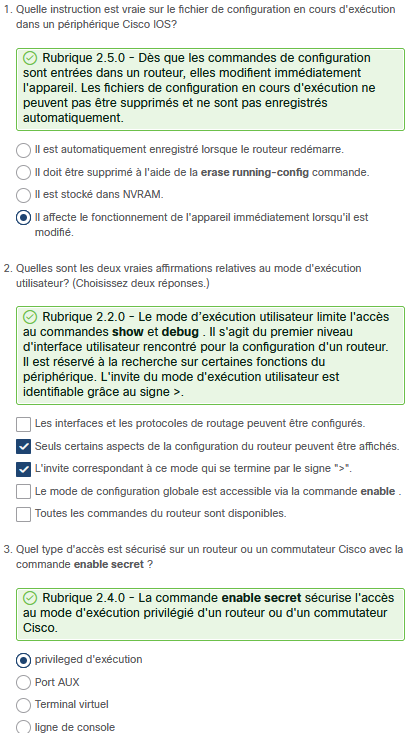 1. Quelle instruction est vraie sur le fichier de configuration en cours d'exécution
dans un périphérique Cisco IOS?
Rubrique 2.5.0 - Dès que les commandes de configuration
sont entrées dans un routeur, elles modifient immédiatement
l'appareil. Les fichiers de configuration en cours d'exécution ne
peuvent pas être supprimés et ne sont pas enregistrés
automatiquement.
Il est automatiquement enregistré lorsque le routeur redémarre.
Il doit être supprimé à l'aide de la erase running-config commande.
Il est stocké dans NVRAM.
Il affecte le fonctionnement de l'appareil immédiatement lorsqu'il est
modifié.
2. Quelles sont les deux vraies affirmations relatives au mode d'exécution
utilisateur? (Choisissez deux réponses.)
Rubrique 2.2.0 - Le mode d'exécution utilisateur limite l'accès
au commandes show et debug . Il s'agit du premier niveau
d'interface utilisateur rencontré pour la configuration d'un routeur.
Il est réservé à la recherche sur certaines fonctions du
périphérique. L'invite du mode d'exécution utilisateur est
identifiable grâce au signe >.
Les interfaces et les protocoles de routage peuvent être configurés.
Seuls certains aspects de la configuration du routeur peuvent être affichés.
L'invite correspondant à ce mode qui se termine par le signe ">".
Le mode de configuration globale est accessible via la commande enable .
Toutes les commandes du routeur sont disponibles.
3. Quel type d'accès est sécurisé sur un routeur ou un commutateur Cisco avec la
commande enable secret ?
Rubrique 2.4.0 - La commande enable secret sécurise l'accès
au mode d'exécution privilégié d'un routeur ou d'un commutateur
Cisco.
privileged d'exécution
Port AUX
Terminal virtuel
ligne de console